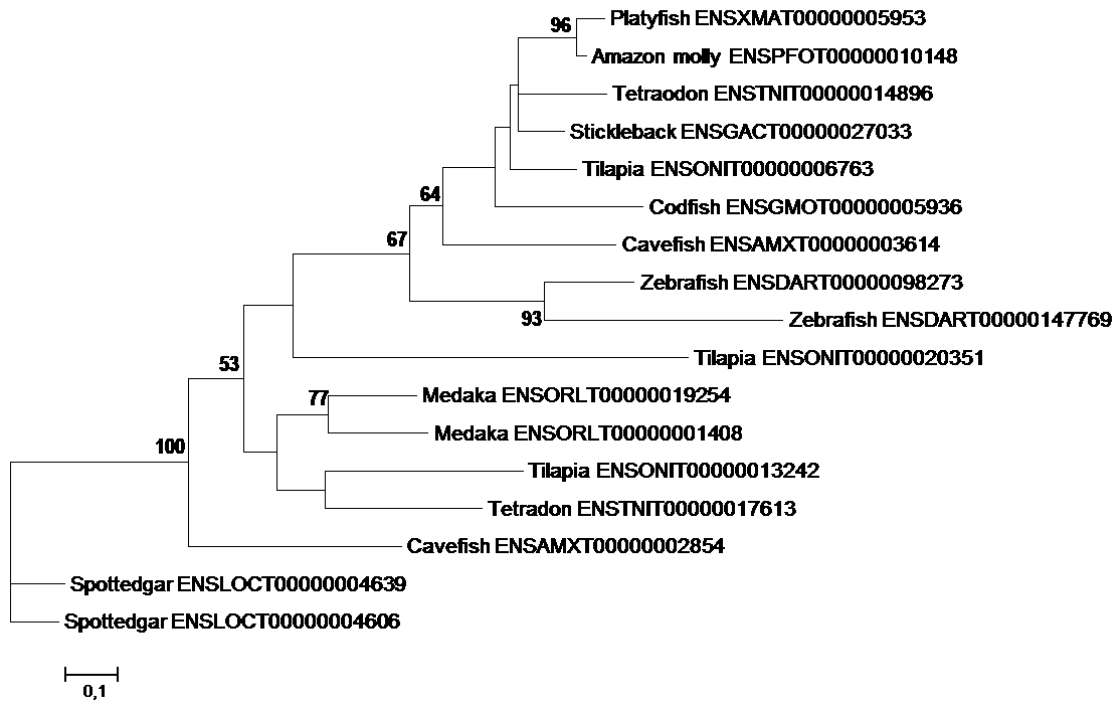 96
Platyfish ENSXMAT00000005953
Amazon molly ENSPFOT00000010148
Tetraodon ENSTNIT00000014896
Stickleback ENSGACT00000027033
Tilapia ENSONIT00000006763
64
Codfish ENSGMOT00000005936
67
Cavefish ENSAMXT00000003614
Zebrafish ENSDART00000098273
93
Zebrafish ENSDART00000147769
53
Tilapia ENSONIT00000020351
77
Medaka ENSORLT00000019254
Medaka ENSORLT00000001408
100
Tilapia ENSONIT00000013242
Tetradon ENSTNIT00000017613
Cavefish ENSAMXT00000002854
Spottedgar ENSLOCT00000004639
Spottedgar ENSLOCT00000004606
0,1